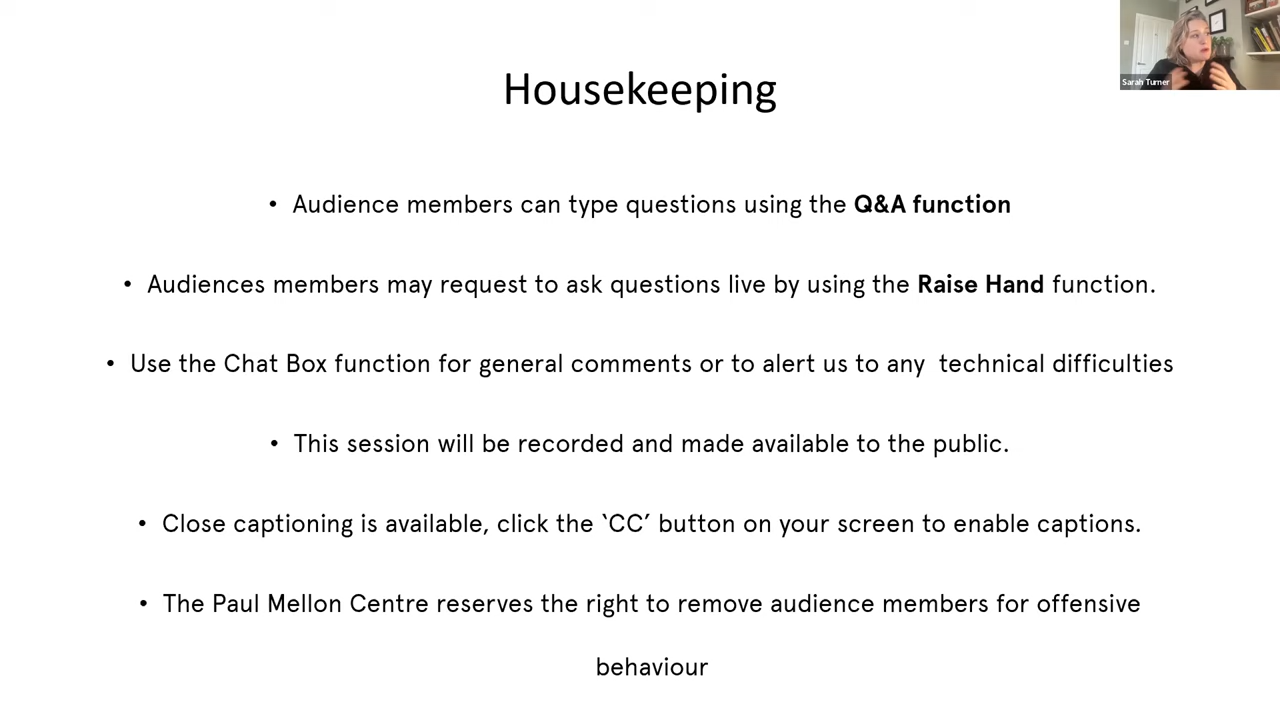 Housekeeping
Sarah Turner
• Audience members can type questions using the Q&A function
• Audiences members may request to ask questions live by using the Raise Hand function.
• Use the Chat Box function for general comments or to alert us to any  technical difficulties
• This session will be recorded and made available to the public.
• Close captioning is available, click the ‘CC’ button on your screen to enable captions.
• The Paul Mellon Centre reserves the right to remove audience members for offensive
behaviour